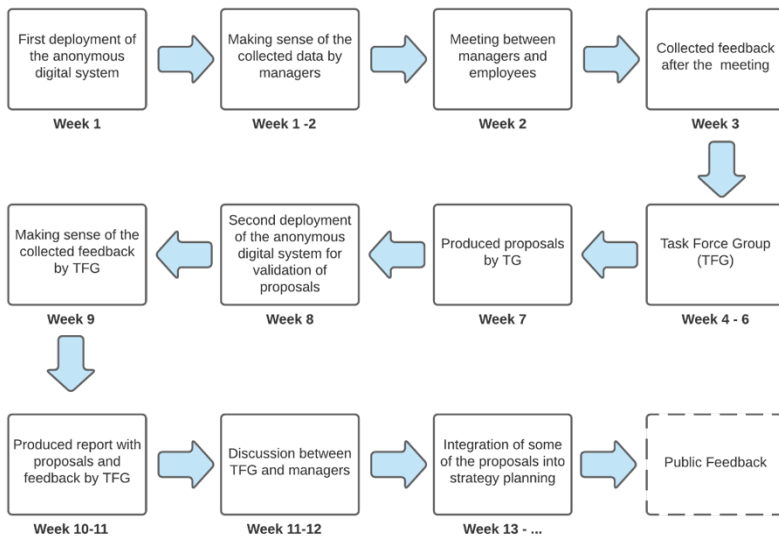 First deployment of
the anonymous
digital system
Week 1
Making sense of the
collected data by
managers
Week 1 -2
Meeting between
managers and
employees
Week 2
Collected feedback
after the meeting
Week 3
Task Force Group
(TFG)
Week 4 - 6
Produced proposals
by TG
Week 7
Second deployment
of the anonymous
digital system for
validation of
proposals
Week 8
Making sense of the
collected feedback
by TFG
Week 9
Produced report with
proposals and
feedback by TFG
Week 10-11
Discussion between
TFG and managers
Week 11-12
Integration of some
of the proposals into
strategy planning
Week 13 - ...
Public Feedback